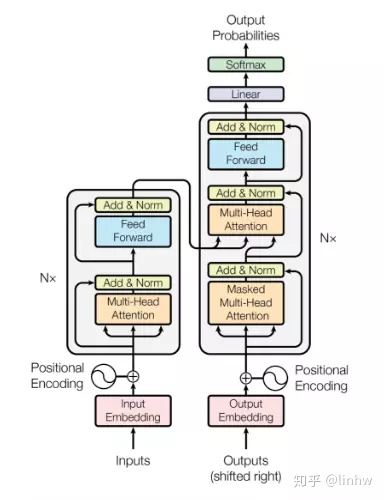 Output
Probabilities
Softmax
Linear
Add & Norm
Feed
Forward
Add & Norm
Multi-Head
Attention
Add & Norm
Masked
Multi-Head
Attention
Nx
Add & Norm
Feed
Forward
Add & Norm
Multi-Head
Attention
N×
Positional
Encoding
Positional
Encoding
Input
Embedding
Output
Embedding
Inputs
Outputs
(shifted right)
知乎 @linhw